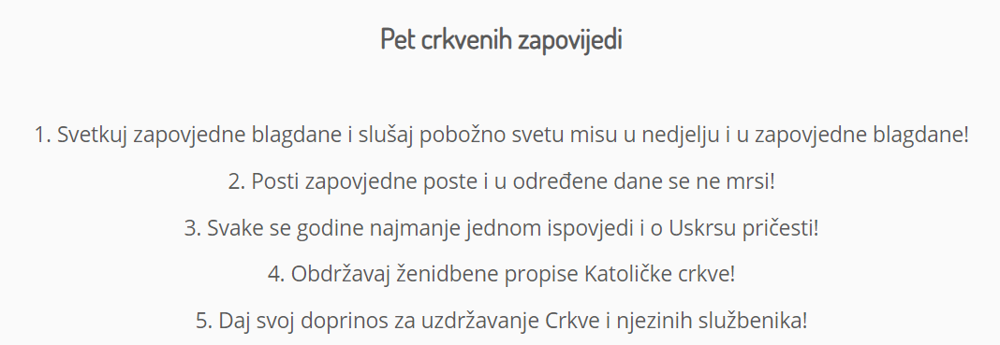 Pet crkvenih zapovijedi
1. Svetkuj zapovjedne blagdane i slušaj pobožno svetu misu u nedjelju i u zapovjedne blagdane!
2. Posti zapovjedne poste i u određene dane se ne mrsi!
3. Svake se godine najmanje jednom ispovjedi i o Uskrsu pričesti!
4. Obdržavaj ženidbene propise Katoličke crkve!
5. Daj svoj doprinos za uzdržavanje Crkve i njezinih službenika!